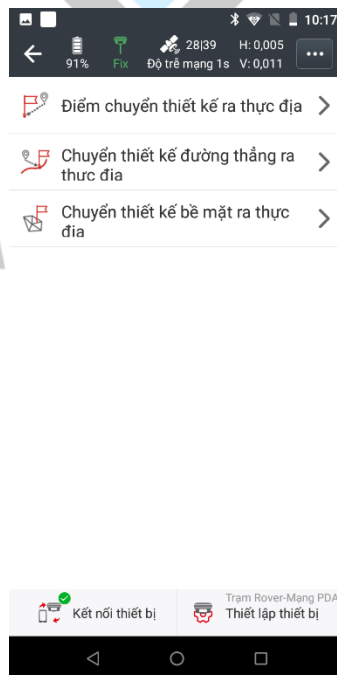 10:17
28|39 H: 0,005
91% Fix Độ trễ mạng 1s V: 0,011
Điểm chuyển thiết kế ra thực địa
Chuyển thiết kế đường thẳng ra
thực địa
Chuyển thiết kế bề mặt ra thực
địa
Trạm Rover-Mạng PDA
Kết nối thiết bị Thiết lập thiết bị